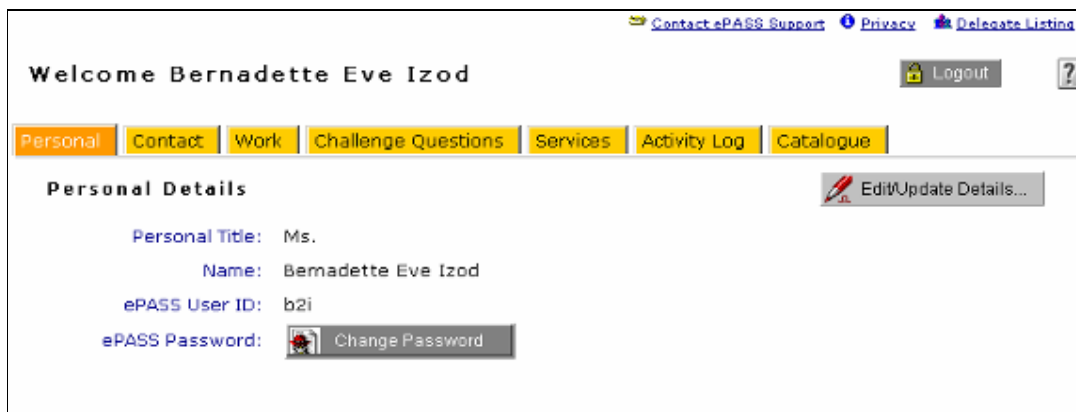 Contact ePASS Support Privacy Delegate Listing
Welcome Bernadette Eve Izod Logout ?
Personal Contact Work Challenge Questions Services Activity Log Catalogue
Personal Details Edit/Update Details...
Personal Title: Ms.
Name: Bernadette Eve Izod
ePASS User ID: b2i
ePASS Password: Change Password